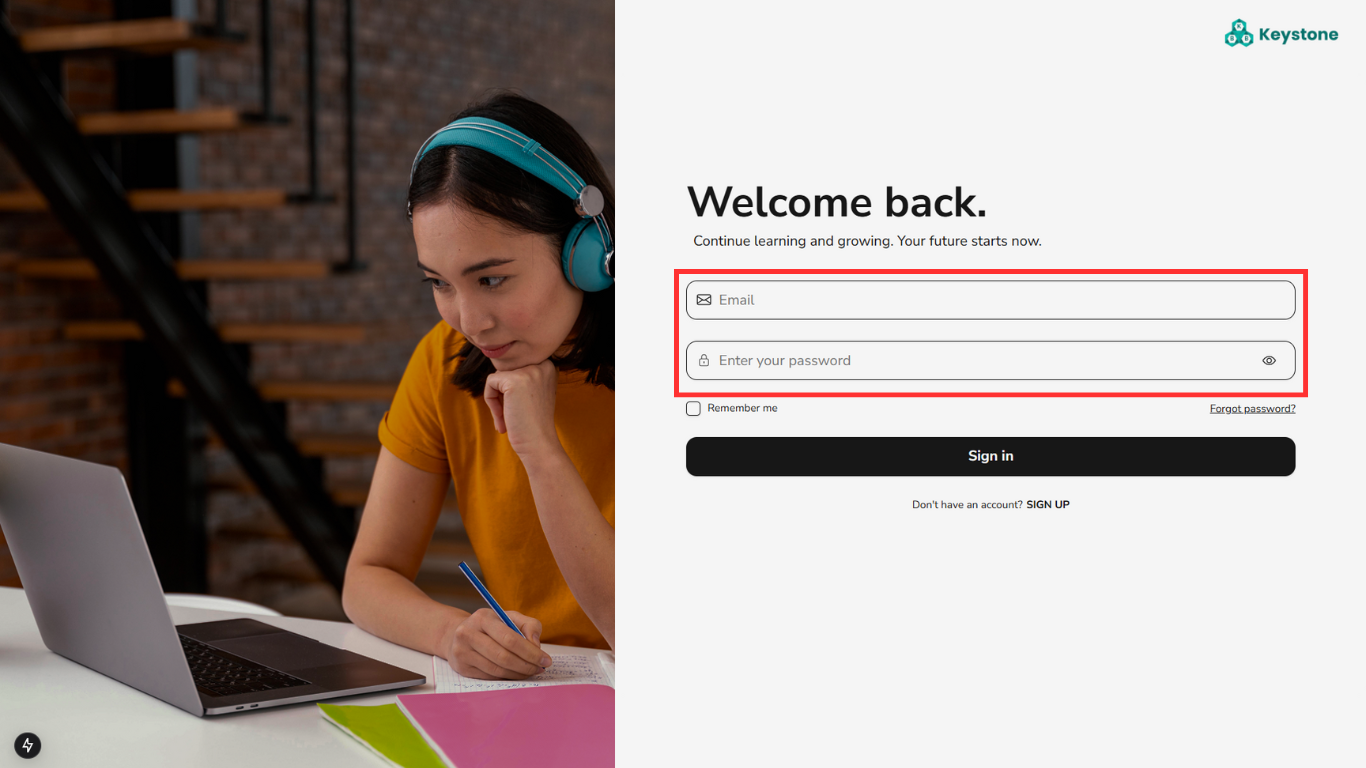 Keystone
Welcome back.
Continue learning and growing. Your future starts now.
Email
Enter your password
Remember me
Forgot password?
Sign in
Don't have an account? SIGN UP